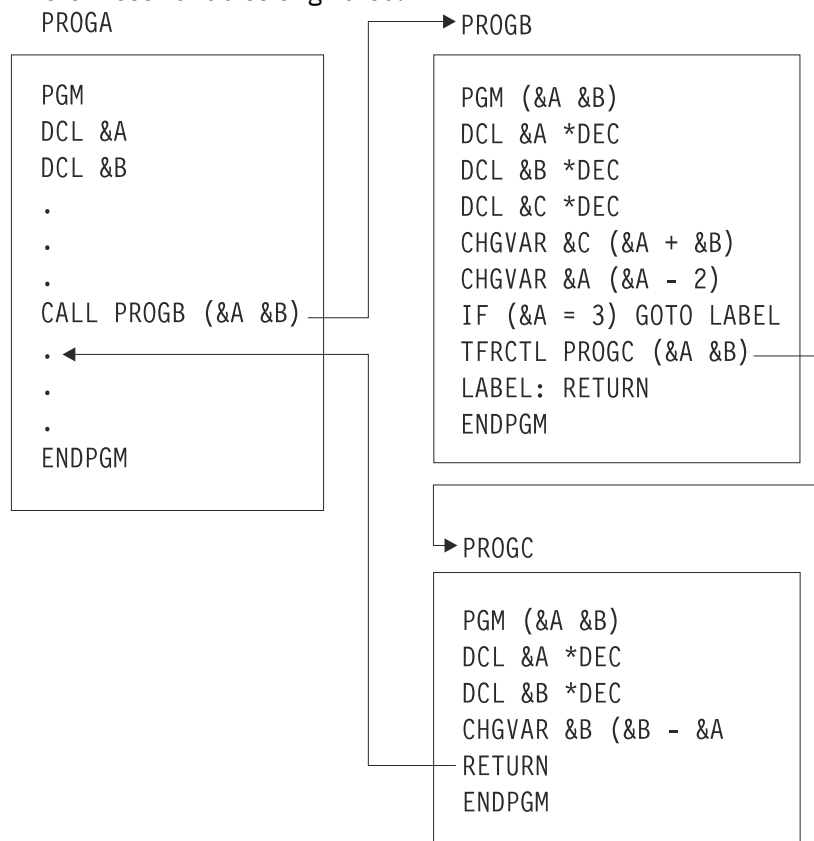 PROGA
PGM
DCL &A
DCL &B
.
.
.
CALL PROGB (&A &B)
.
.
.
ENDPGM
PROGB
PGM (&A &B)
DCL &A *DEC
DCL &B *DEC
DCL &C *DEC
CHGVAR &C (&A + &B)
CHGVAR &A (&A - 2)
IF (&A = 3) GOTO LABEL
TFRCTL PROGC (&A &B)
LABEL: RETURN
ENDPGM
PROGC
PGM (&A &B)
DCL &A *DEC
DCL &B *DEC
CHGVAR &B (&B - &A
RETURN
ENDPGM